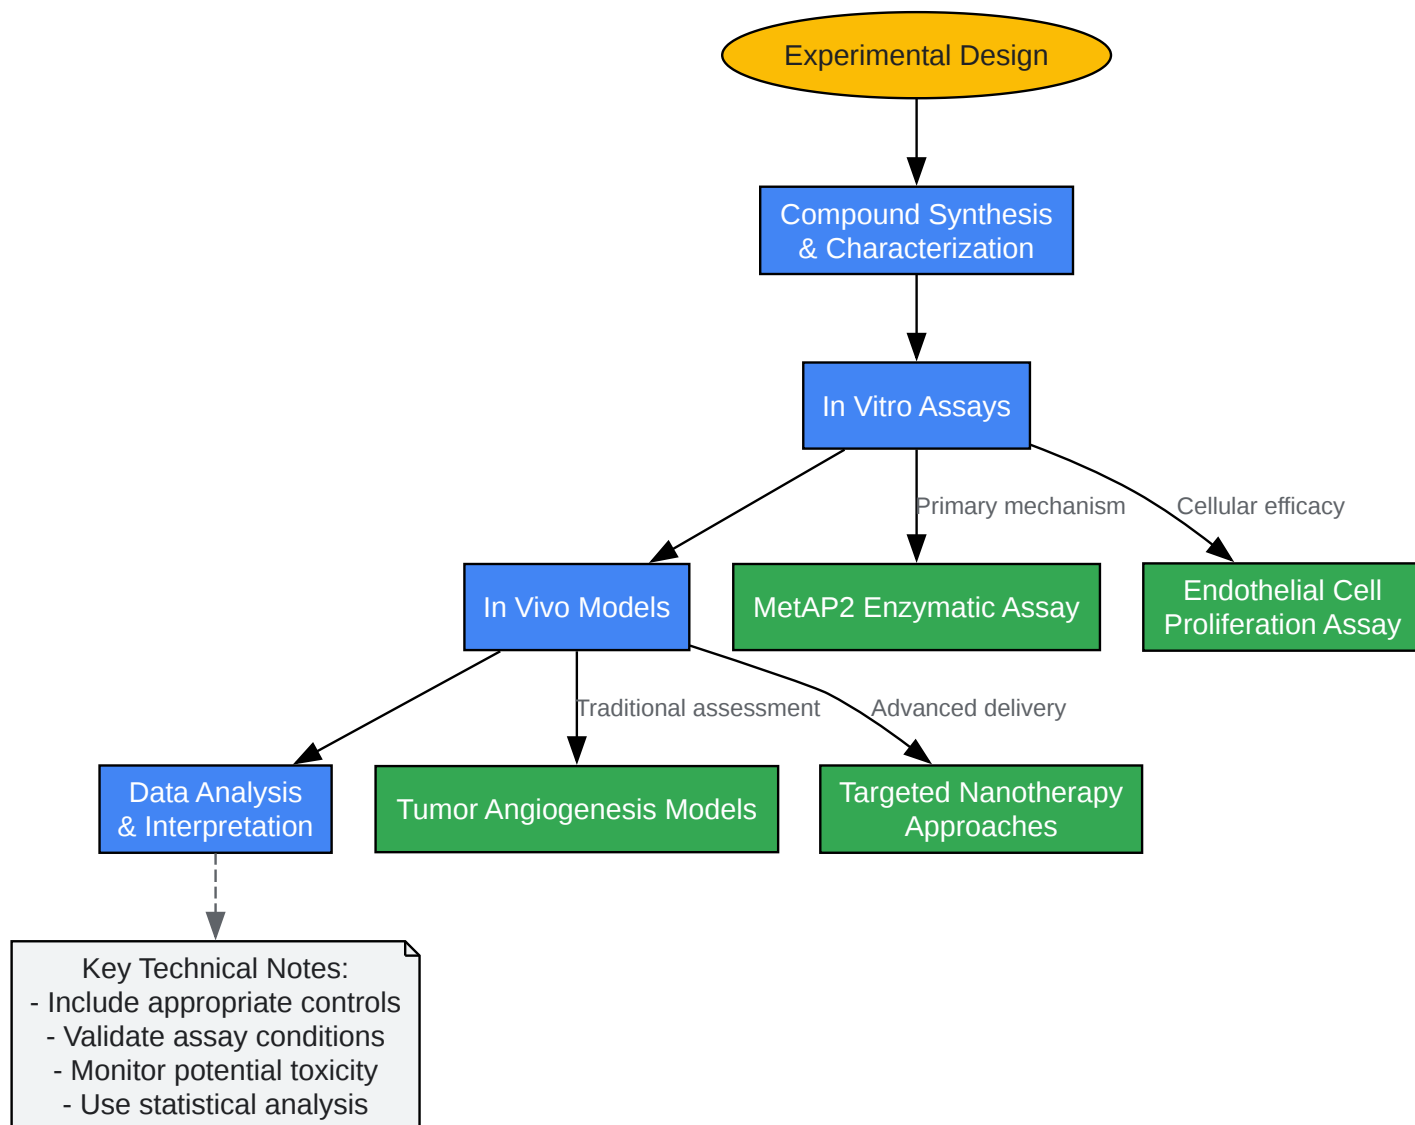 Experimental Design
Compound Synthesis
& Characterization
In Vitro Assays
Primary mechanism
Cellular efficacy
In Vivo Models
MetAP2 Enzymatic Assay
Endothelial Cell
Proliferation Assay
Traditional assessment
Advanced delivery
Data Analysis
& Interpretation
Tumor Angiogenesis Models
Targeted Nanotherapy
Approaches
Key Technical Notes:
- Include appropriate controls
- Validate assay conditions
- Monitor potential toxicity
- Use statistical analysis